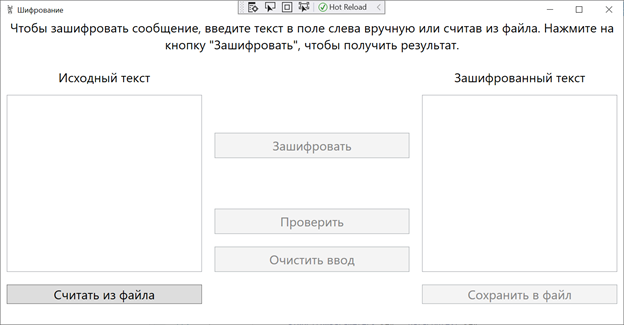 Шифрование
Hot Reload
Чтобы зашифровать сообщение, введите текст в поле слева вручную или считав из файла. Нажмите на
кнопку "Зашифровать", чтобы получить результат.
Исходный текст
Зашифрованный текст
Зашифровать
Проверить
Очистить ввод
Считать из файла
Сохранить в файл